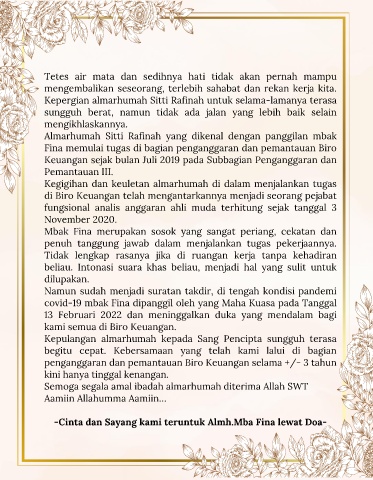 Tetes air mata dan sedihnya hati tidak akan pernah mampu
mengembalikan seseorang, terlebih sahabat dan rekan kerja kita.
Kepergian almarhumah Sitti Rafinah untuk selama-lamanya terasa
sungguh berat, namun tidak ada jalan yang lebih baik selain
mengikhlaskannya.
Almarhumah Sitti Rafinah yang dikenal dengan panggilan mbak
Fina memulai tugas di bagian penganggaran dan pemantauan Biro
Keuangan sejak bulan Juli 2019 pada Subbagian Penganggaran dan
Pemantauan III.
Kegigihan dan keuletan almarhumah di dalam menjalankan tugas
di Biro Keuangan telah mengantarkannya menjadi seorang pejabat
fungsional analis anggaran ahli muda terhitung sejak tanggal 3
November 2020.
Mbak Fina merupakan sosok yang sangat periang, cekatan dan
penuh tanggung jawab dalam menjalankan tugas pekerjaannya.
Tidak lengkap rasanya jika di ruangan kerja tanpa kehadiran
beliau. Intonasi suara khas beliau, menjadi hal yang sulit untuk
dilupakan.
Namun sudah menjadi suratan takdir, di tengah kondisi pandemi
covid-19 mbak Fina dipanggil oleh yang Maha Kuasa pada Tanggal
13 Februari 2022 dan meninggalkan duka yang mendalam bagi
kami semua di Biro Keuangan.
Kepulangan almarhumah kepada Sang Pencipta sungguh terasa
begitu cepat. Kebersamaan yang telah kami lalui di bagian
penganggaran dan pemantauan Biro Keuangan selama +/- 3 tahun
kini hanya tinggal kenangan.
Semoga segala amal ibadah almarhumah diterima Allah SWT
Aamiin Allahumma Aamiin...
-Cinta dan Sayang kami teruntuk Almh.Mba Fina lewat Doa-